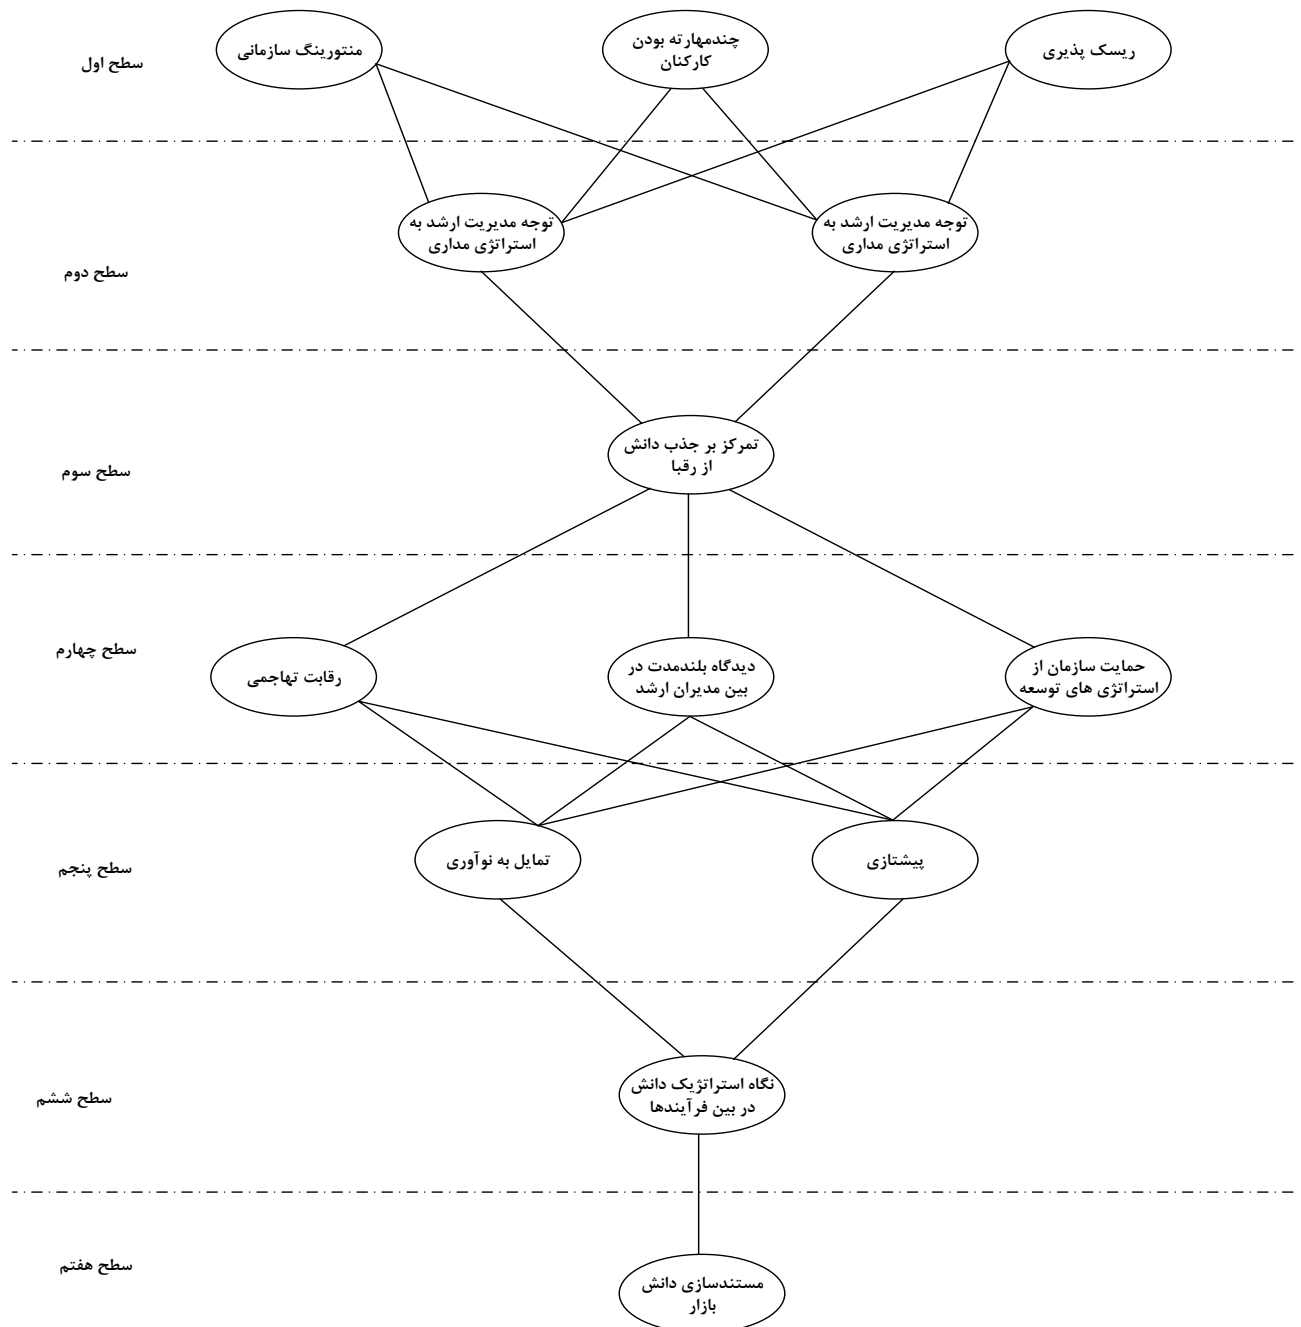 سطح اول
منتورینگ سازمانی
چندمهارته بودن
کارکنان
ریسک پذیری
سطح دوم
توجه مدیریت ارشد به
استراتژی مداری
توجه مدیریت ارشد به
استراتژی مداری
سطح سوم
تمرکز بر جذب دانش
از رقبا
سطح چهارم
رقابت تهاجمی
دیدگاه بلندمدت در
بین مدیران ارشد
حمایت سازمان از
استراتژی های توسعه
سطح پنجم
تمایل به نوآوری
پیشتازی
سطح ششم
نگاه استراتژیک دانش
در بین فرآیندها
سطح هفتم
مستندسازی دانش
بازار